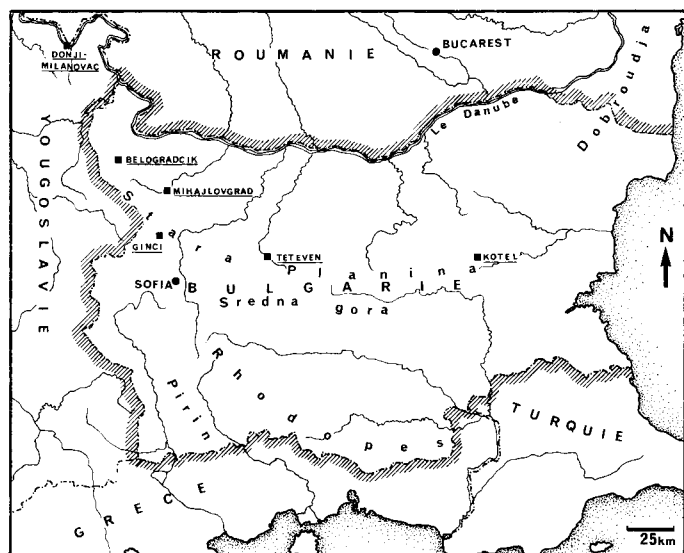 DONJI-
MILANOVAC
ROUMANIE
BUCAREST
Dobroudja
Le Danube
YOUGOSLAVIE
BELOGRADCIK
MIHAJLOVGRAD
Stara Planina
GINCI
TETEVEN
KOTEL
N
SOFIA
BULGARIE
Sredna gora
Rhodopes
Pirin
TURQUIE
GRECE
25km